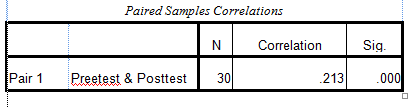 Paired Samples Correlations
N Correlation Sig.
Pair 1 Preetest & Posttest 30 .213 .000